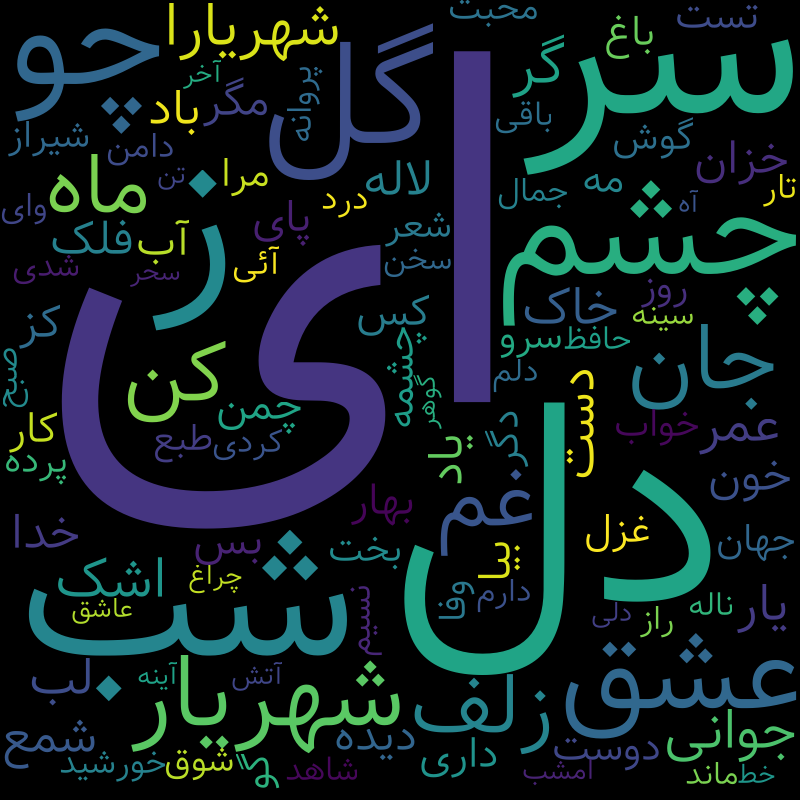 محبت
تست
شهریارا
چو
گل
سر
باغ
گر
آخر
پروانه
مگر
باد
باقی
گوش
شیراز
دامن
خزان
تن
مرا
لاله
مه
جمال
تار
ماه
ز
درد
آه
وای
پای
شعر
چشم
فلک
آب
آئی
سخن
شدی
سحر
ای
روز
خاک
سینه
کس
کز
سرو
حافظ
چشمه
جان
دلم
صبح
کن
گوهر
دست
چمن
خواب
عمر
کار
طبع
کردی
دگر
یاد
پرده
خون
غم
دل
بهار
خدا
غزل
بس
بخت
بیا
جهان
شب
اشک
چراغ
دارم
وفا
عاشق
نسیم
دلی
راز
ناله
یار
عشق
لب
آینه
آتش
شهریار
زلف
ز
جوانی
شمع
دیده
دوست
خورشید
شوق
گو
شاهد
داری
امشب
ماند
خط